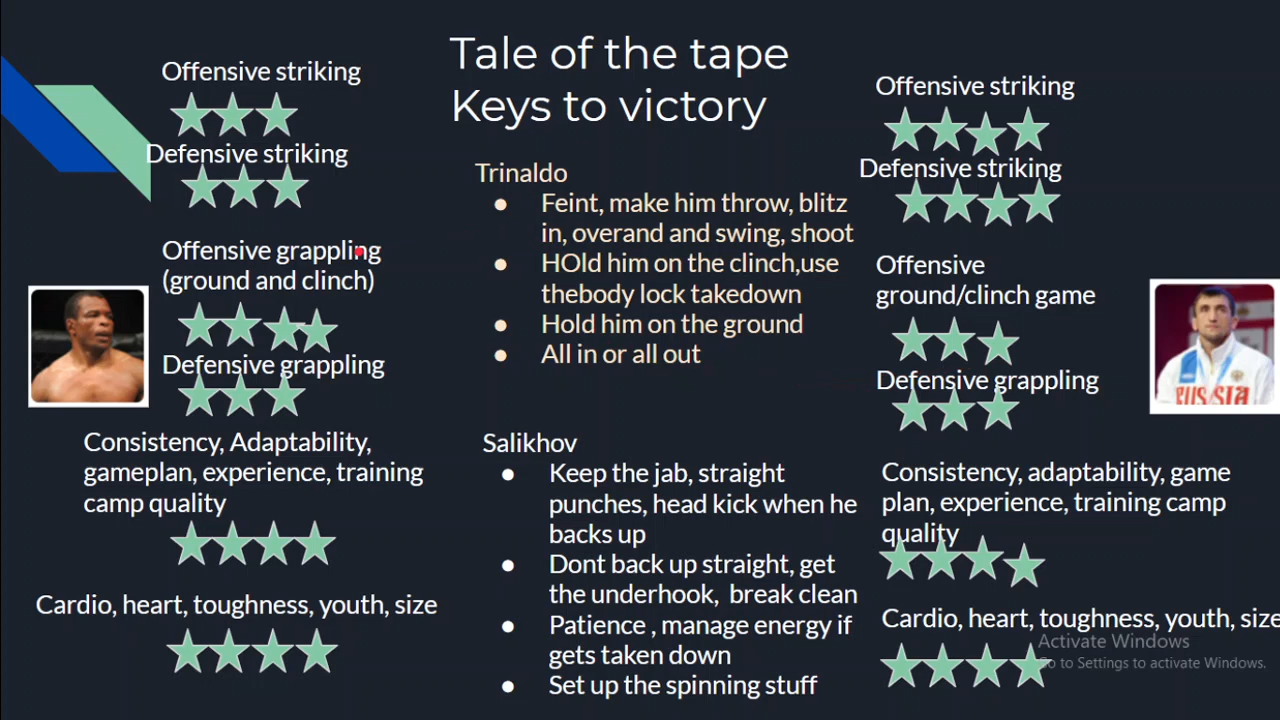 Tale of the tape
Keys to victory
Offensive striking
Defensive striking
Offensive grappling
(ground and clinch)
Defensive grappling
Consistency, Adaptability,
gameplan, experience, training
camp quality
Cardio, heart, toughness, youth, size
Trinaldo
● Feint, make him throw, blitz
in, overand and swing, shoot
● HOld him on the clinch,use
thebody lock takedown
● Hold him on the ground
● All in or all out
Salikhov
● Keep the jab, straight
punches, head kick when he
backs up
● Dont back up straight, get
the underhook, break clean
● Patience , manage energy if
gets taken down
● Set up the spinning stuff
Offensive striking
Defensive striking
Offensive
ground/clinch game
Defensive grappling
Consistency, adaptability, game
plan, experience, training camp
quality
Cardio, heart, toughness, youth, size
RUSSIA
Activate Windows
Go to Settings to activate Windows.